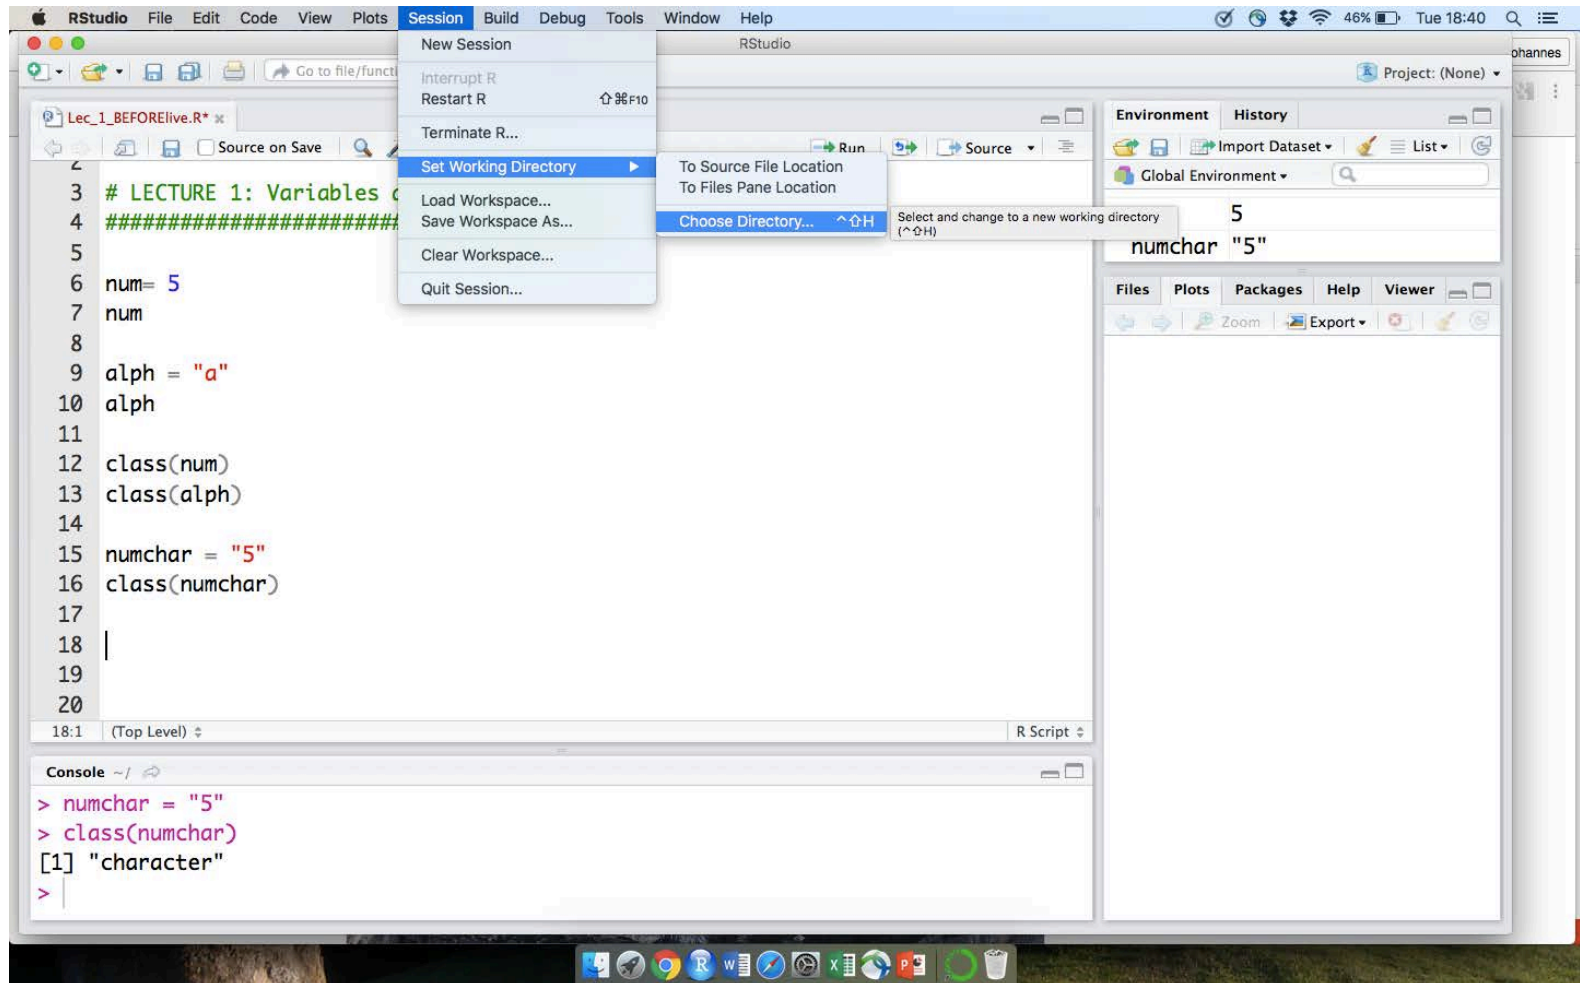 RStudio File Edit Code View Plots Session Build Debug Tools Window Help 46% Tue 18:40
RStudio
ohannes
New Session
Interrupt R
Restart R ⇧⌘F10
Terminate R...
Set Working Directory
Load Workspace...
Save Workspace As...
Clear Workspace...
Quit Session...
To Source File Location
To Files Pane Location
Choose Directory... ^⇧H
Select and change to a new working directory
(^⇧H)
Go to file/functi
Project: (None)
Lec_1_BEFORElive.R*
Source on Save Run Source
2
3 # LECTURE 1: Variables
4 ########################
5
6 num= 5
7 num
8
9 alph = "a"
10 alph
11
12 class(num)
13 class(alph)
14
15 numchar = "5"
16 class(numchar)
17
18
19
20
18:1 (Top Level) R Script
Console ~/
> numchar = "5"
> class(numchar)
[1] "character"
>
Environment History
Import Dataset List
Global Environment
5
numchar "5"
Files Plots Packages Help Viewer
Zoom Export